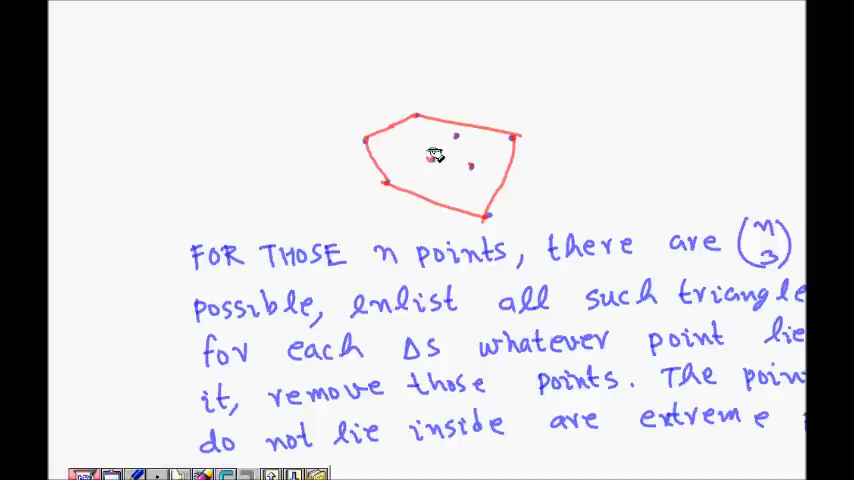 FOR THOSE n points, there are (n 3)
possible, enlist all such triangle
for each Δs whatever point lie
it, remove those points. The poin
do not lie inside are extreme